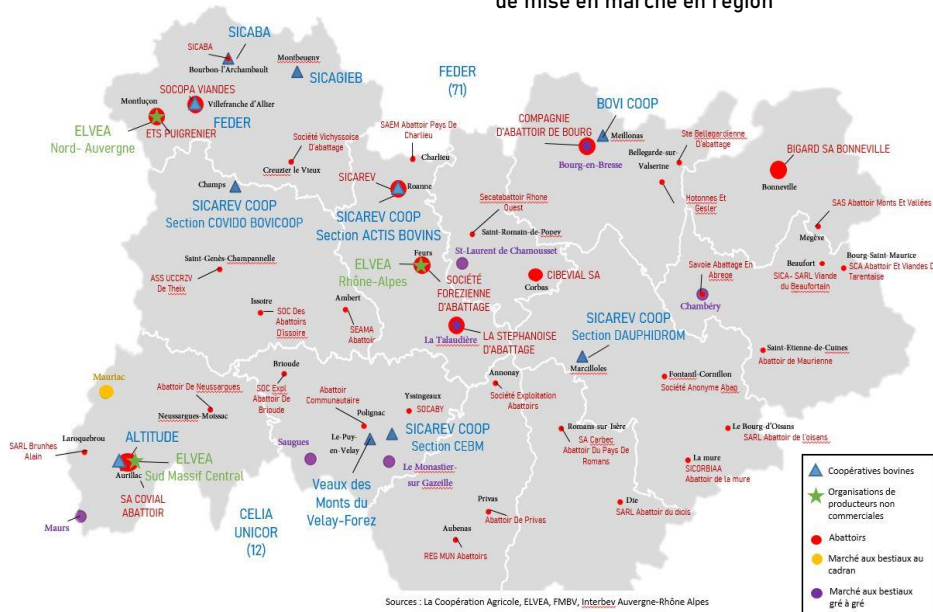 de mise en marché en région
SICABA
SICABA
Bourbon-l'Archambault
Montbeugny
SICAGIEB
FEDER
(71)
SOCOPA VIANDES
Montluçon
Villefranche d'Allier
FEDER
ETS PUIGRENIER
ELVEA
Nord- Auvergne
Société Vichyssoise
D'abattage
Creuzier le Vieux
SAEM Abattoir Pays De
Charlieu
Charlieu
COMPAGNIE
D'ABATTOIR DE BOURG
BOVI COOP
Meillonas
Bourg-en-Bresse
Ste Bellegardienne
D'abattage
Bellegarde-sur-
Valserine
Hotonnes Et
Gesler
BIGARD SA BONNEVILLE
Bonneville
Champs
SICAREV COOP
Section COVIDO BOVICOOP
SICAREV
Roanne
SICAREV COOP
Section ACTIS BOVINS
Secatabattoir Rhone
Ouest
Saint-Romain-de-Popey
SAS Abattoir Monts Et Vallées
Megève
Saint-Genès-Champannelle
ASS UCCR2V
De Theix
ELVEA
Rhône-Alpes
Feurs
St-Laurent de Chamousset
SOCIÉTÉ
FOREZIENNE
D'ABATTAGE
CIBEVIAL SA
Corbas
Savoie Abattage En
Abrege
Chambéry
Beaufort
SICA- SARL Viande
du Beaufortain
Bourg-Saint-Maurice
SCA Abattoir Et Viandes D
Tarentaise
Issoire
SOC Des
Abattoirs
D'issoire
Ambert
SEAMA
Abattoir
La Talaudière
LA STEPHANOISE
D'ABATTAGE
SICAREV COOP
Section DAUPHIDROM
Marcilloles
Saint-Etienne-de-Cuines
Abattoir de Maurienne
Mauriac
Abattoir De Neussargues
Neussargues-Moissac
Brioude
SOC Expl
Abattoir De
Brioude
Abattoir
Communautaire
Polignac
Yssingeaux
SOCABY
Annonay
Société Exploitation
Abattoirs
Fontanil-Cornillon
Société Anonyme Abap
Laroquebrou
SARL Brunhes
Alain
ALTITUDE
Aurillac
SA COVIAL
ABATTOIR
ELVEA
Sud Massif Central
Saugues
Le-Puy-
en-Velay
SICAREV COOP
Section CEBM
Le Monastier-
sur Gazeille
Veaux des
Monts du
Velay-Forez
Romans-sur Isère
SA Carbec
Abattoir Du Pays De
Romans
Le Bourg-d'Oisans
SARL Abattoir de L'oisans
La mure
SICORBIAA
Abattoir de la mure
Maurs
CELIA
UNICOR
(12)
Privas
Abattoir De Privas
Aubenas
REG MUN Abattoirs
Die
SARL Abattoir du diois
Coopératives bovines
Organisations de
producteurs non
commerciales
Abattoirs
Marché aux bestiaux au
cadran
Marché aux bestiaux
gré à gré
Sources : La Coopération Agricole, ELVEA, FMBV, Interbev Auvergne-Rhône Alpes